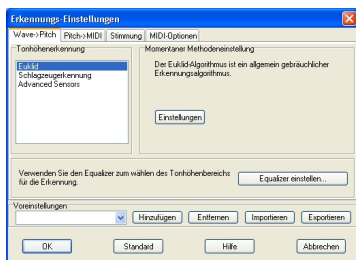 Erkennungs-Einstellungen
Wave->Pitch Pitch->MIDI Stimmung MIDI-Optionen
Tonhöhenerkennung
Euklid
Schlagzeugerkennung
Advanced Sensors
Momentaner Methodeneinstellung
Der Euklid-Algorithmus ist ein allgemein gebräuchlicher
Erkennungsalgorithmus.
Einstellungen
Verwenden Sie den Equalizer zum wählen des Tonhöhenbereichs
für die Erkennung.
Equalizer einstellen...
Voreinstellungen
Hinzufügen Entfernen Importieren Exportieren
OK Standard Hilfe Abbrechen